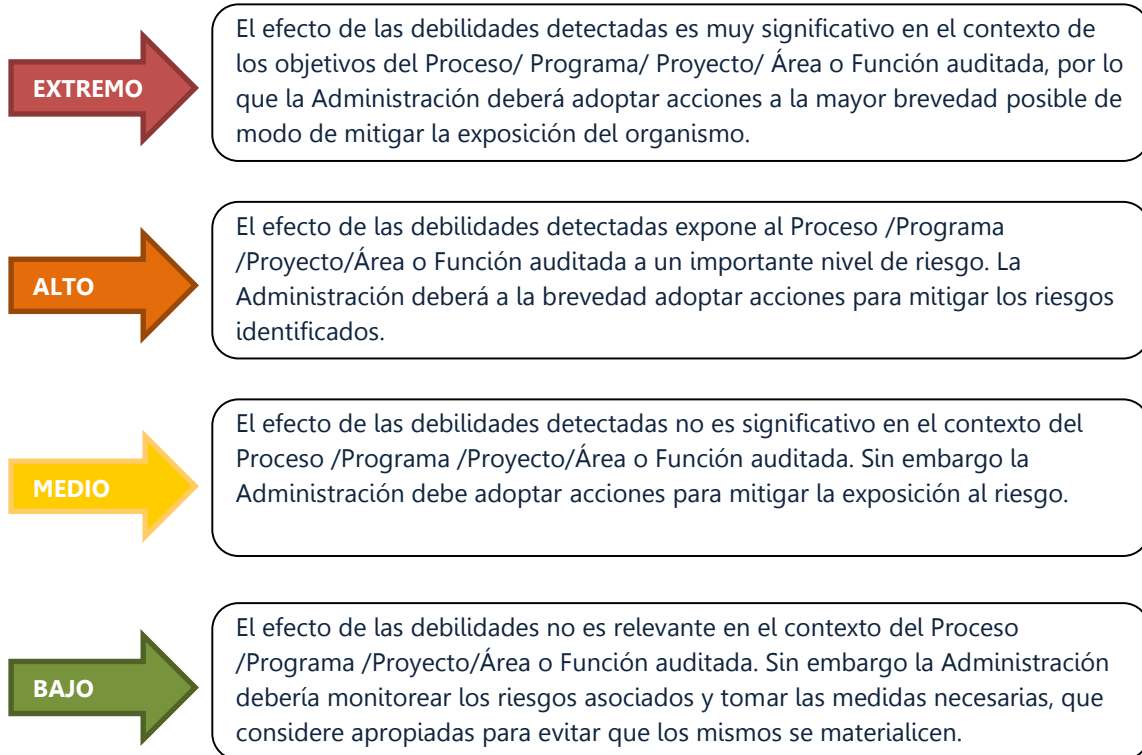 EXTREMO
El efecto de las debilidades detectadas es muy significativo en el contexto de
los objetivos del Proceso/ Programa/ Proyecto/ Área o Función auditada, por lo
que la Administración deberá adoptar acciones a la mayor brevedad posible de
modo de mitigar la exposición del organismo.
ALTO
El efecto de las debilidades detectadas expone al Proceso /Programa
/Proyecto/Área o Función auditada a un importante nivel de riesgo. La
Administración deberá a la brevedad adoptar acciones para mitigar los riesgos
identificados.
MEDIO
El efecto de las debilidades detectadas no es significativo en el contexto del
Proceso /Programa /Proyecto/Área o Función auditada. Sin embargo la
Administración debe adoptar acciones para mitigar la exposición al riesgo.
BAJO
El efecto de las debilidades no es relevante en el contexto del Proceso
/Programa /Proyecto/Área o Función auditada. Sin embargo la Administración
debería monitorear los riesgos asociados y tomar las medidas necesarias, que
considere apropiadas para evitar que los mismos se materialicen.